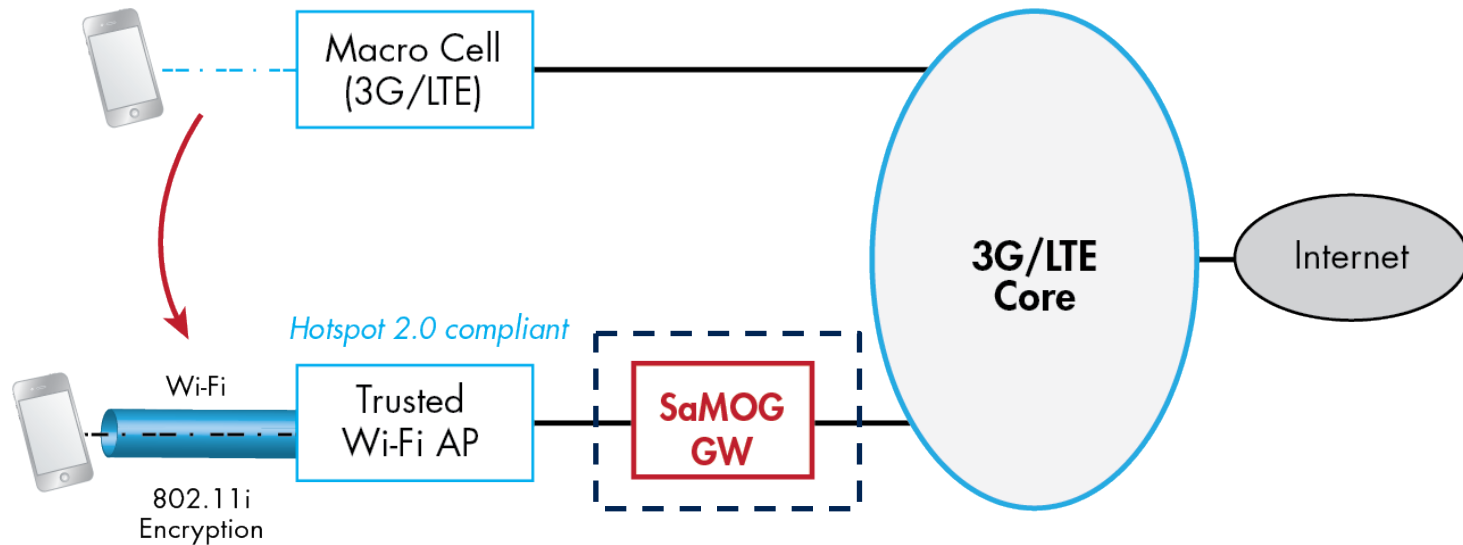 Macro Cell
(3G/LTE)
3G/LTE
Core
Internet
Hotspot 2.0 compliant
Wi-Fi
Trusted
Wi-Fi AP
SaMOG
GW
802.11i
Encryption